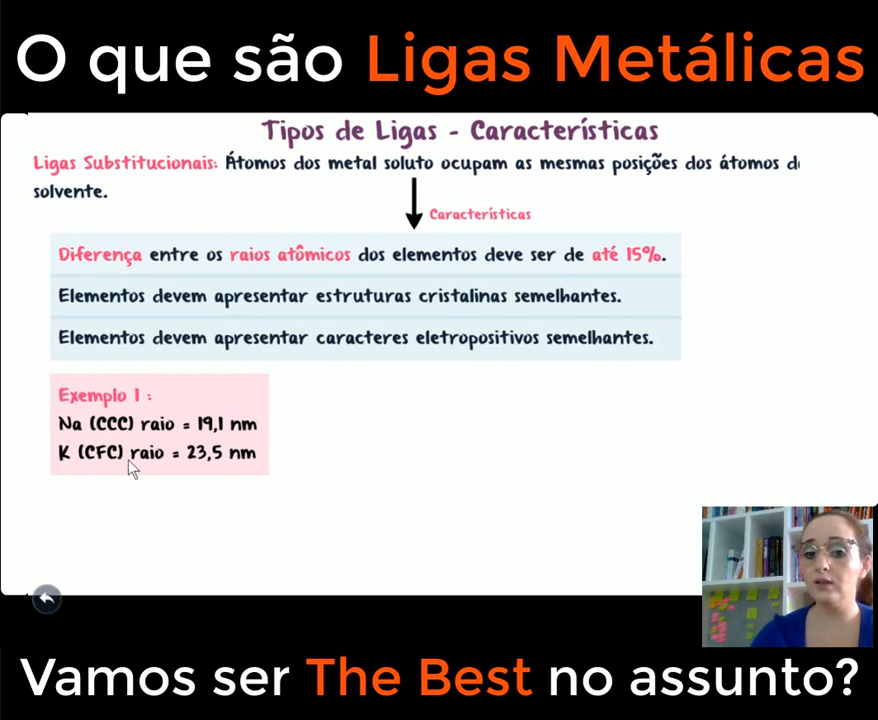 O que são Ligas Metálicas
Tipos de Ligas - Características
Ligas Substitucionais: Átomos dos metal soluto ocupam as mesmas posições dos átomos d
solvente.
Características
Diferença entre os raios atômicos dos elementos deve ser de até 15%.
Elementos devem apresentar estruturas cristalinas semelhantes.
Elementos devem apresentar caracteres eletropositivos semelhantes.
Exemplo 1 :
Na (CCC) raio = 19,1 nm
K (CFC) raio = 23,5 nm
Vamos ser The Best no assunto?